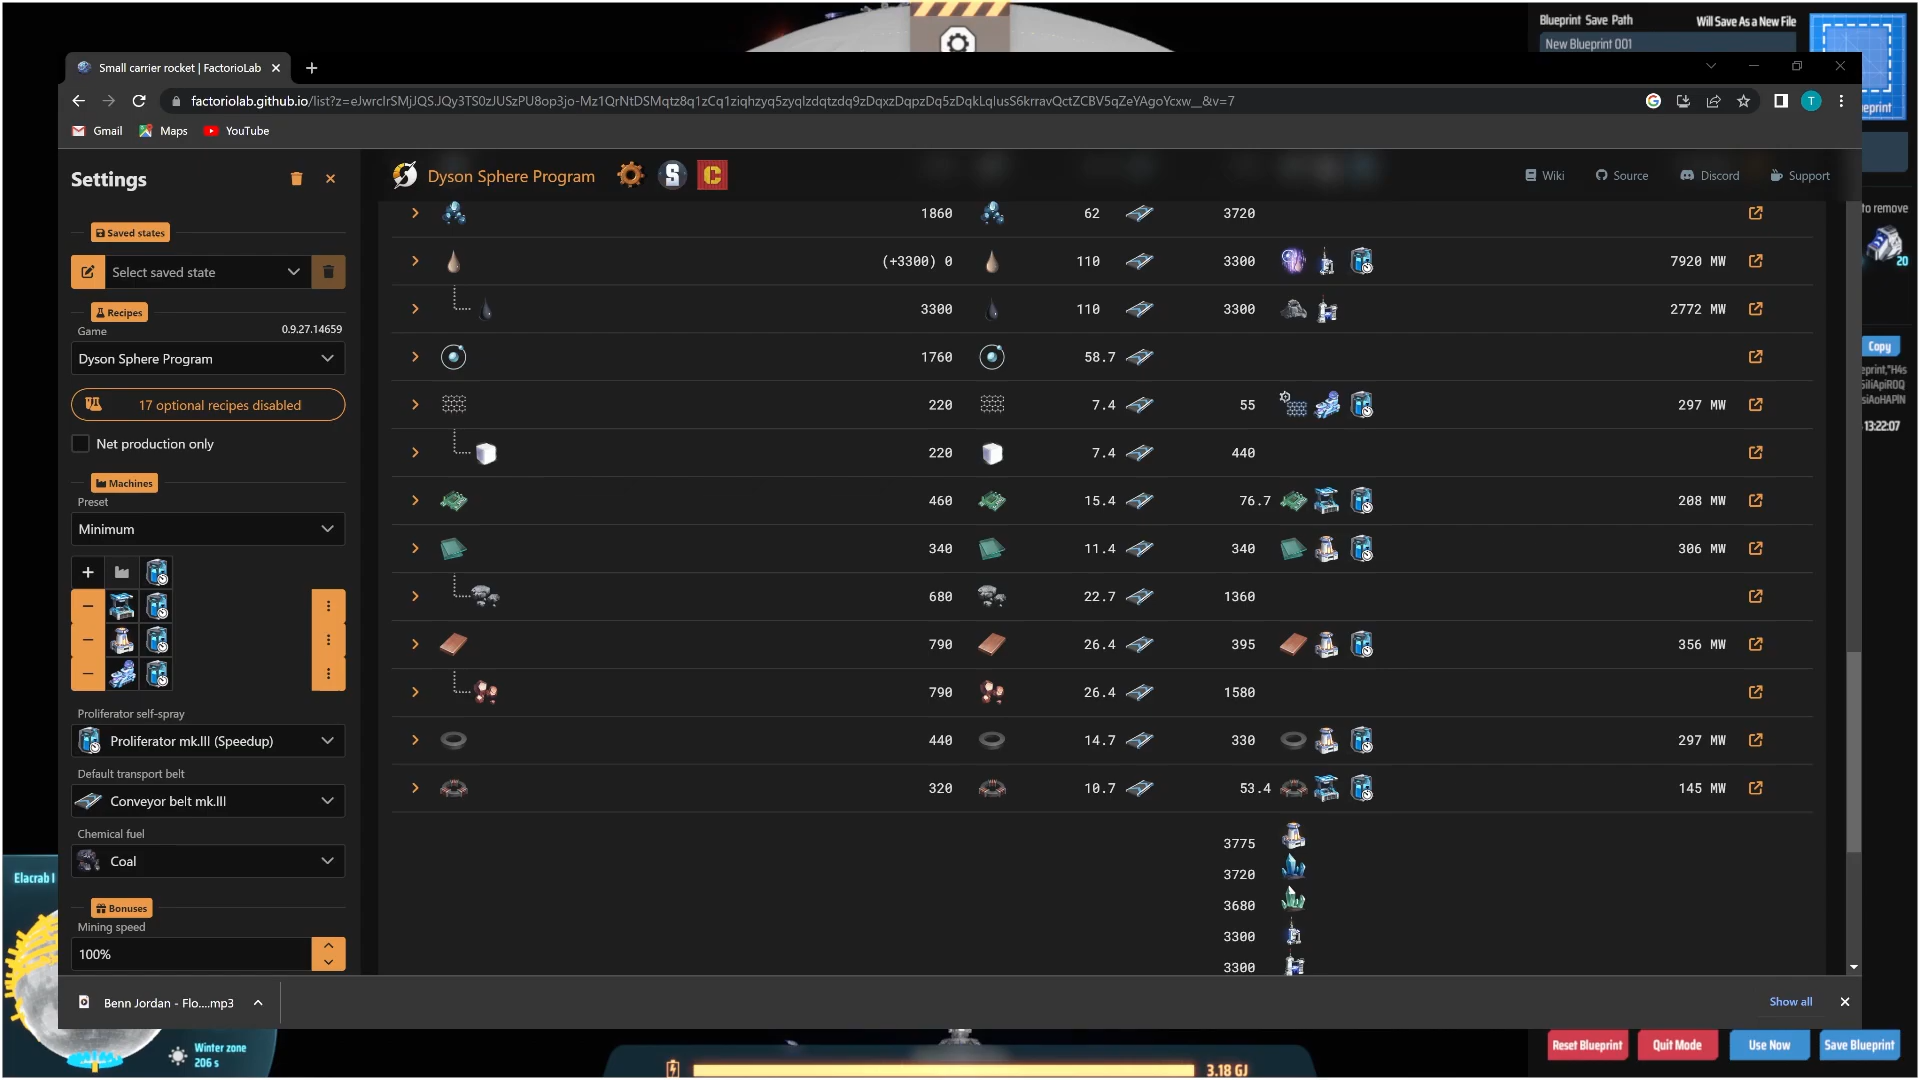 Blueprint Save Path
Will Save As a New File
New Blueprint 001
Small carrier rocket | FactorioLab
factoriolab.github.io/list?z=eJwrcIrSMjJQSJQy3TS0zJUSzPU8op3jo-Mz1QrNtDSMqtz8q1zCq1ziqhzyq5zyqlzdqtzdq9zDqxzDqpzDq5zDqkLqlusS6krravQctZCBV5qZeYAgoYcxw__&v=7
T
Gmail
Maps
YouTube
Settings
Dyson Sphere Program
S
C
Wiki
Source
Discord
Support
Saved states
Select saved state
Recipes
Game
0.9.27.14659
Dyson Sphere Program
17 optional recipes disabled
Net production only
Machines
Preset
Minimum
Proliferator self-spray
Proliferator mk.III (Speedup)
Default transport belt
Conveyor belt mk.III
Chemical fuel
Coal
Bonuses
Mining speed
100%
1860 62 3720
(+3300) 0 110 3300 7920 MW
3300 110 3300 2772 MW
1760 58.7
220 7.4 55 297 MW
220 7.4 440
460 15.4 76.7 208 MW
340 11.4 340 306 MW
680 22.7 1360
790 26.4 395 356 MW
790 26.4 1580
440 14.7 330 297 MW
320 10.7 53.4 145 MW
3775
3720
3680
3300
3300
to remove
20
Copy
13:22:07
Benn Jordan - Flo....mp3
Show all
Elacrab I
Winter zone
206 s
3.18 GJ
Reset Blueprint
Quit Mode
Use Now
Save Blueprint